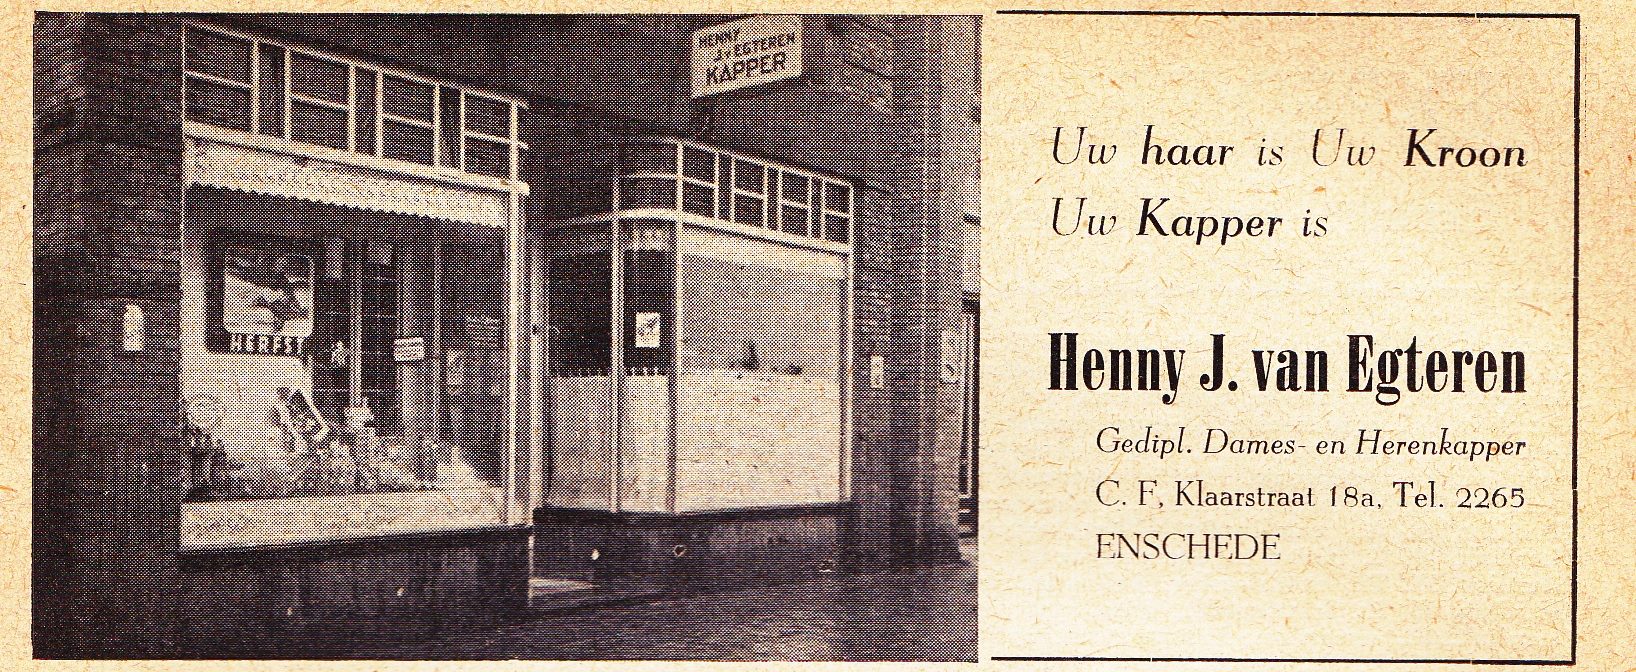 HENNY
J. v EGTEREN
KAPPER
HERFST
Uw haar is Uw Kroon
Uw Kapper is
Henny J. van Egteren
Gedipl. Dames- en Herenkapper
C. F. Klaarstraat 18a, Tel. 2265
ENSCHEDE